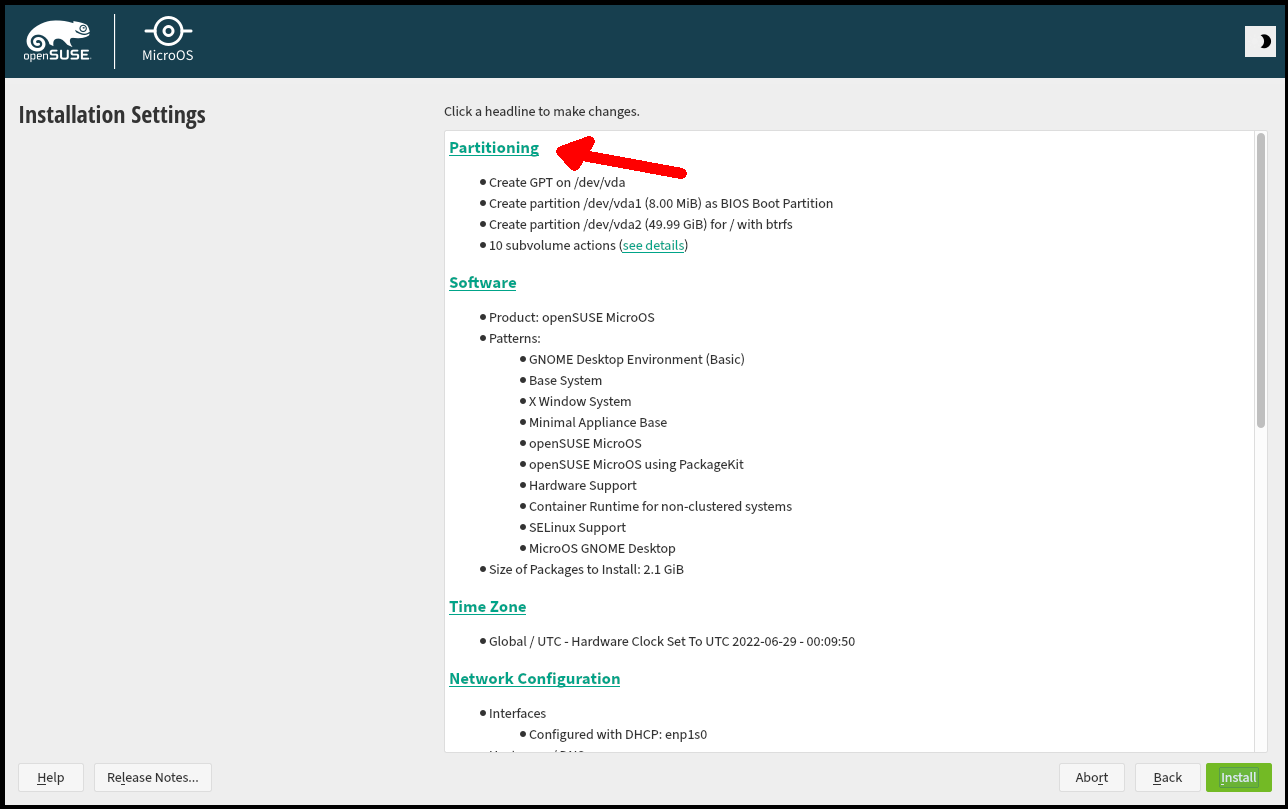 openSUSE
MicroOS
Installation Settings
Click a headline to make changes.
Partitioning
Create GPT on /dev/vda
Create partition /dev/vda1 (8.00 MiB) as BIOS Boot Partition
Create partition /dev/vda2 (49.99 GiB) for / with btrfs
10 subvolume actions (see details)
Software
Product: openSUSE MicroOS
Patterns:
GNOME Desktop Environment (Basic)
Base System
X Window System
Minimal Appliance Base
openSUSE MicroOS
openSUSE MicroOS using PackageKit
Hardware Support
Container Runtime for non-clustered systems
SELinux Support
MicroOS GNOME Desktop
Size of Packages to Install: 2.1 GiB
Time Zone
Global / UTC - Hardware Clock Set To UTC 2022-06-29 - 00:09:50
Network Configuration
Interfaces
Configured with DHCP: enp1s0
Help
Release Notes...
Abort
Back
Install